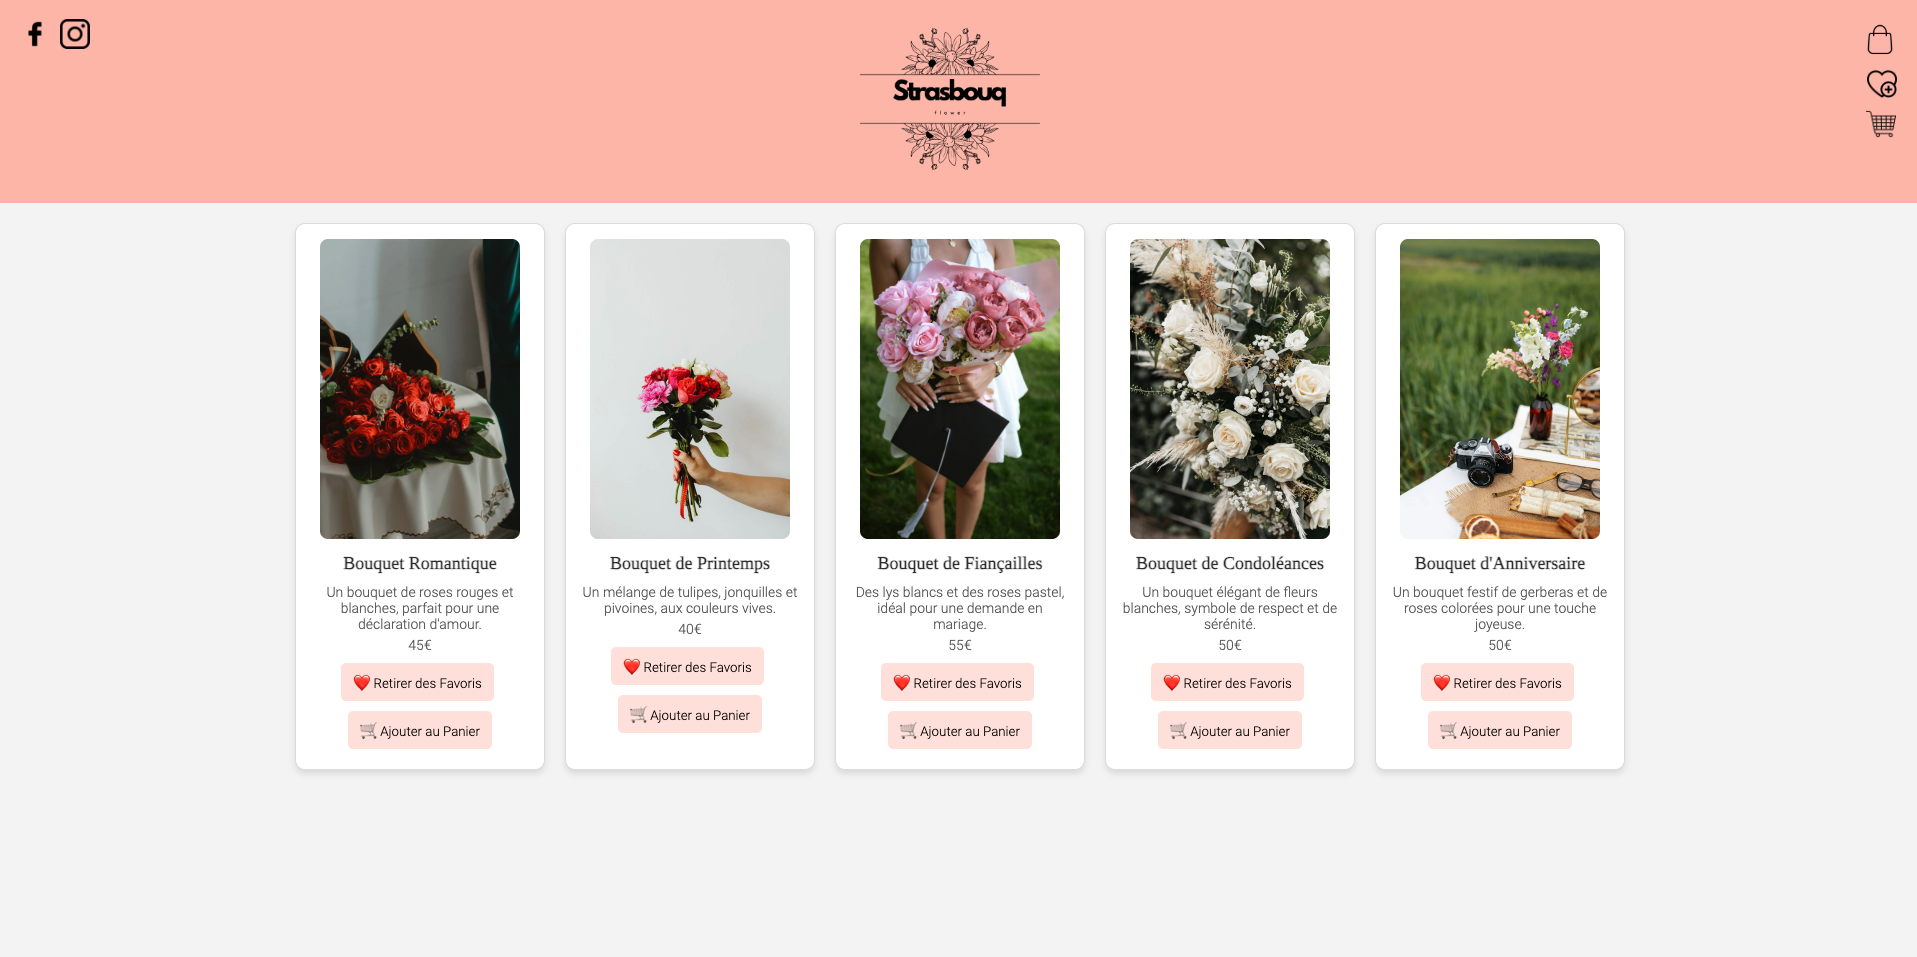 Strasbouq
flower
Bouquet Romantique
Un bouquet de roses rouges et
blanches, parfait pour une
déclaration d'amour.
45€
❤️ Retirer des Favoris
🛒 Ajouter au Panier
Bouquet de Printemps
Un mélange de tulipes, jonquilles et
pivoines, aux couleurs vives.
40€
❤️ Retirer des Favoris
🛒 Ajouter au Panier
Bouquet de Fiançailles
Des lys blancs et des roses pastel,
idéal pour une demande en
mariage.
55€
❤️ Retirer des Favoris
🛒 Ajouter au Panier
Bouquet de Condoléances
Un bouquet élégant de fleurs
blanches, symbole de respect et de
sérénité.
50€
❤️ Retirer des Favoris
🛒 Ajouter au Panier
Bouquet d'Anniversaire
Un bouquet festif de gerberas et de
roses colorées pour une touche
joyeuse.
50€
❤️ Retirer des Favoris
🛒 Ajouter au Panier